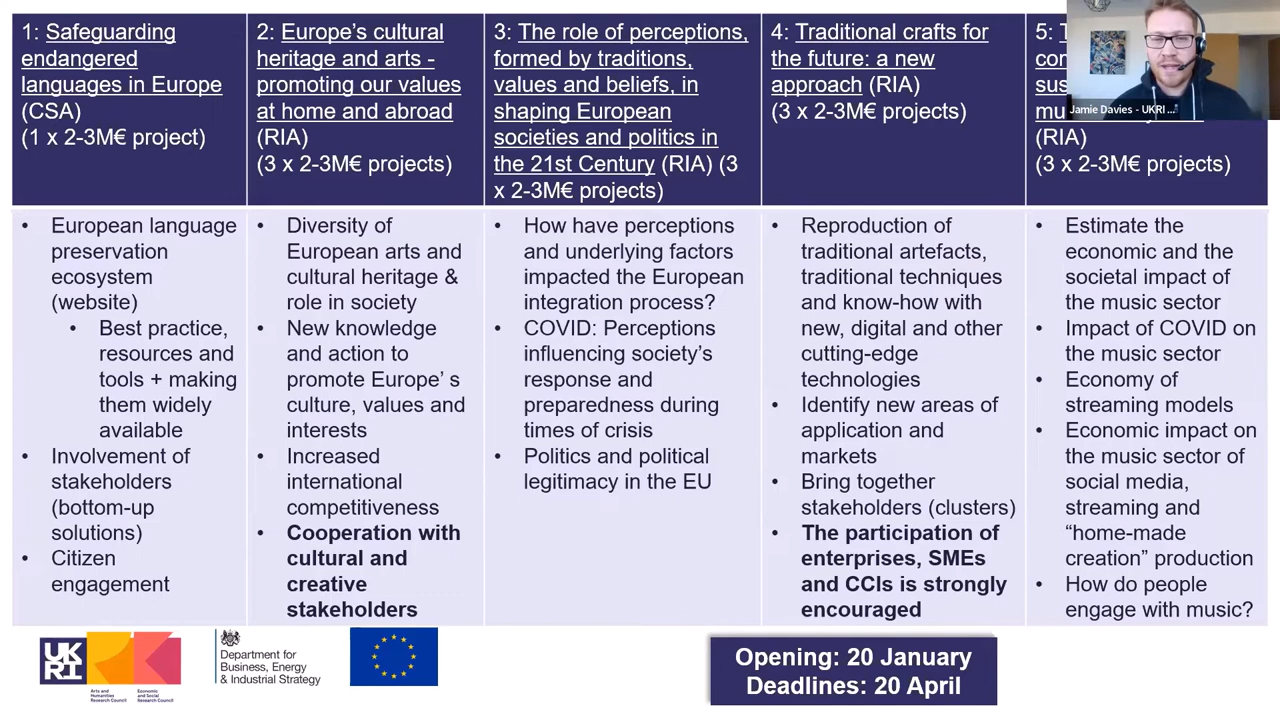 1: Safeguarding
endangered
languages in Europe
(CSA)
(1 x 2-3M€ project)
2: Europe’s cultural
heritage and arts -
promoting our values
at home and abroad
(RIA)
(3 x 2-3M€ projects)
3: The role of perceptions,
formed by traditions,
values and beliefs, in
shaping European
societies and politics in
the 21st Century (RIA) (3
x 2-3M€ projects)
4: Traditional crafts for
the future: a new
approach (RIA)
(3 x 2-3M€ projects)
5:
(RIA)
(3 x 2-3M€ projects)
Jamie Davies - UKRI ...
• European language
preservation
ecosystem
(website)
• Best practice,
resources and
tools + making
them widely
available
• Involvement of
stakeholders
(bottom-up
solutions)
• Citizen
engagement
• Diversity of
European arts and
cultural heritage &
role in society
• New knowledge
and action to
promote Europe’ s
culture, values and
interests
• Increased
international
competitiveness
• Cooperation with
cultural and
creative
stakeholders
• How have perceptions
and underlying factors
impacted the European
integration process?
• COVID: Perceptions
influencing society’s
response and
preparedness during
times of crisis
• Politics and political
legitimacy in the EU
• Reproduction of
traditional artefacts,
traditional techniques
and know-how with
new, digital and other
cutting-edge
technologies
• Identify new areas of
application and
markets
• Bring together
stakeholders (clusters)
• The participation of
enterprises, SMEs
and CCIs is strongly
encouraged
• Estimate the
economic and the
societal impact of
the music sector
• Impact of COVID on
the music sector
• Economy of
streaming models
• Economic impact on
the music sector of
social media,
streaming and
“home-made
creation” production
• How do people
engage with music?
UK
RI
Arts and
Humanities
Research Council
Economic
and Social
Research Council
Department for
Business, Energy
& Industrial Strategy
Opening: 20 January
Deadlines: 20 April